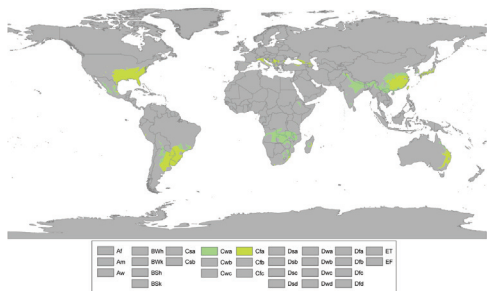 Af BWh Csa Cwa Cfa Dsa Dwa Dfa ET
Am BWk Csb Cwb Cfb Dsb Dwb Dfb EF
Aw BSh Cwc Cfc Dsc Dwc Dfc
BSk Dsd Dwd Dfd